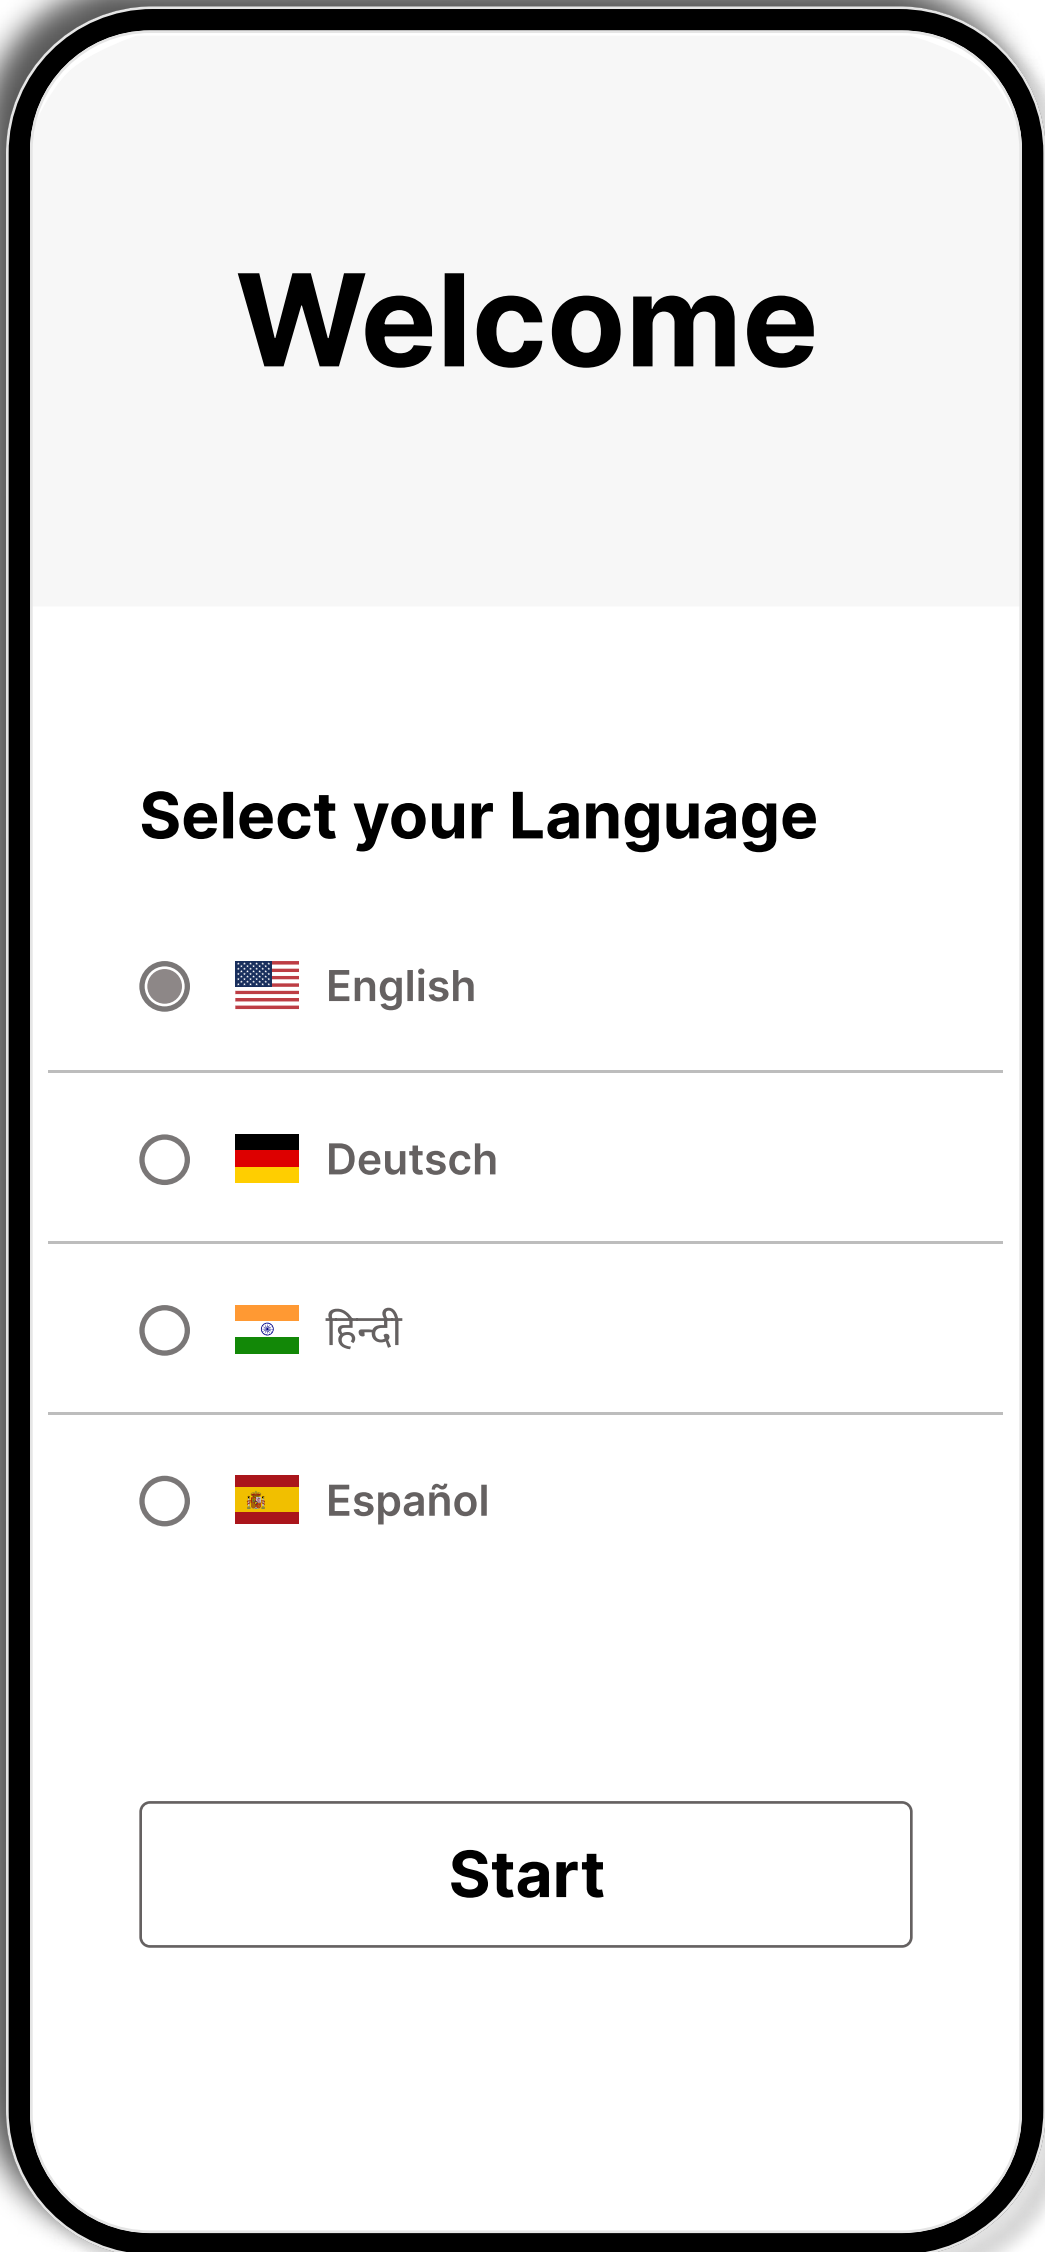 Welcome
Select your Language
English
Deutsch
हिन्दी
Español
Start